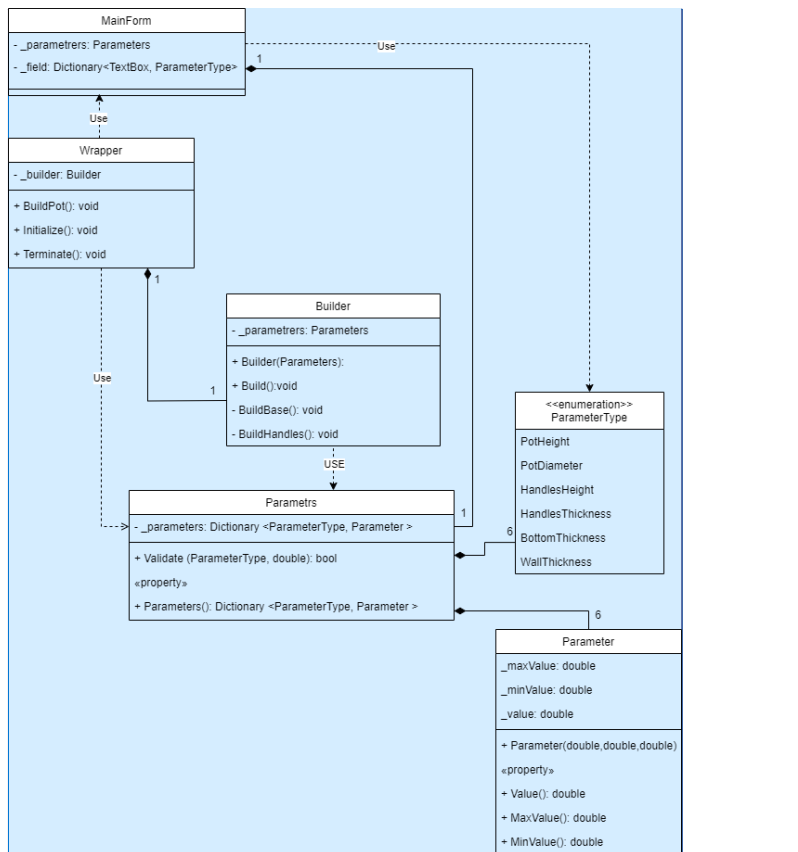 MainForm
- _parametrers: Parameters
- _field: Dictionary<TextBox, ParameterType>
Use
1
Use
Wrapper
- _builder: Builder
+ BuildPot(): void
+ Initialize(): void
+ Terminate(): void
1
Use
1
Builder
- _parametrers: Parameters
+ Builder(Parameters):
+ Build():void
- BuildBase(): void
- BuildHandles(): void
USE
<<enumeration>>
ParameterType
PotHeight
PotDiameter
HandlesHeight
HandlesThickness
BottomThickness
WallThickness
Parametrs
- _parameters: Dictionary <ParameterType, Parameter >
+ Validate (ParameterType, double): bool
«property»
+ Parameters(): Dictionary <ParameterType, Parameter >
1
6
6
Parameter
_maxValue: double
_minValue: double
_value: double
+ Parameter(double,double,double)
«property»
+ Value(): double
+ MaxValue(): double
+ MinValue(): double